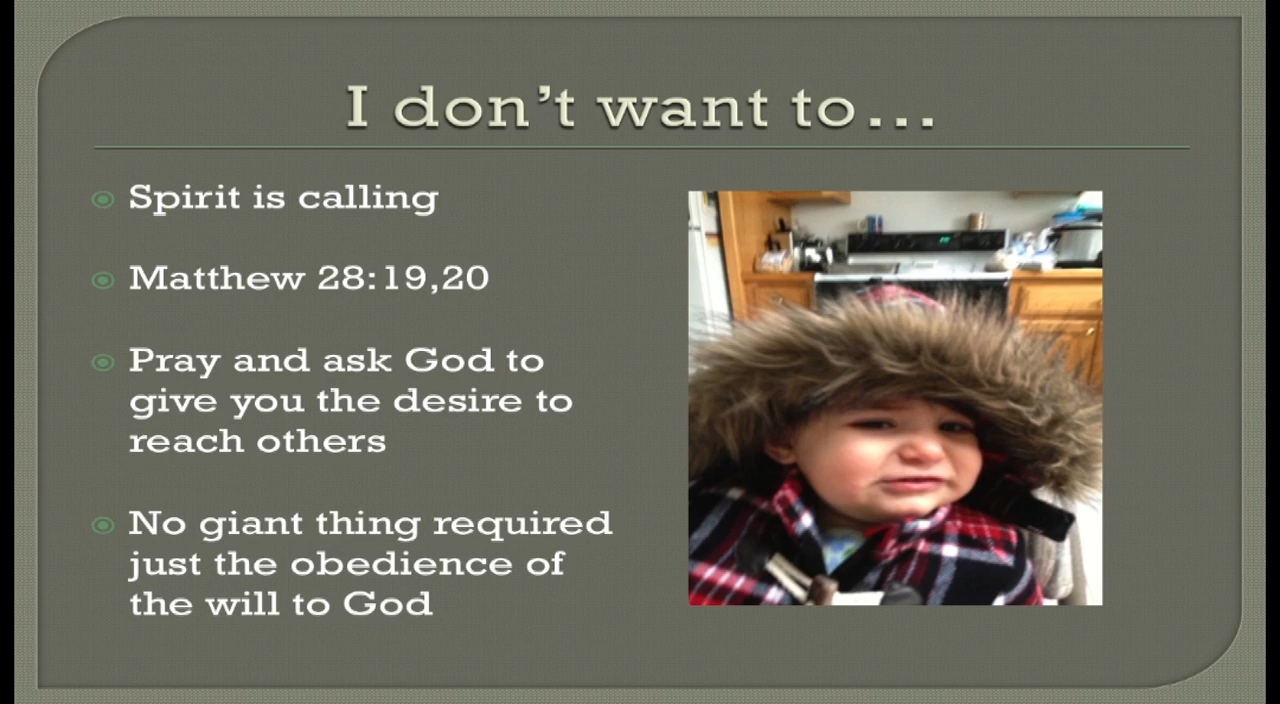 I don't want to...
Spirit is calling
Matthew 28:19,20
Pray and ask God to
give you the desire to
reach others
No giant thing required
just the obedience of
the will to God